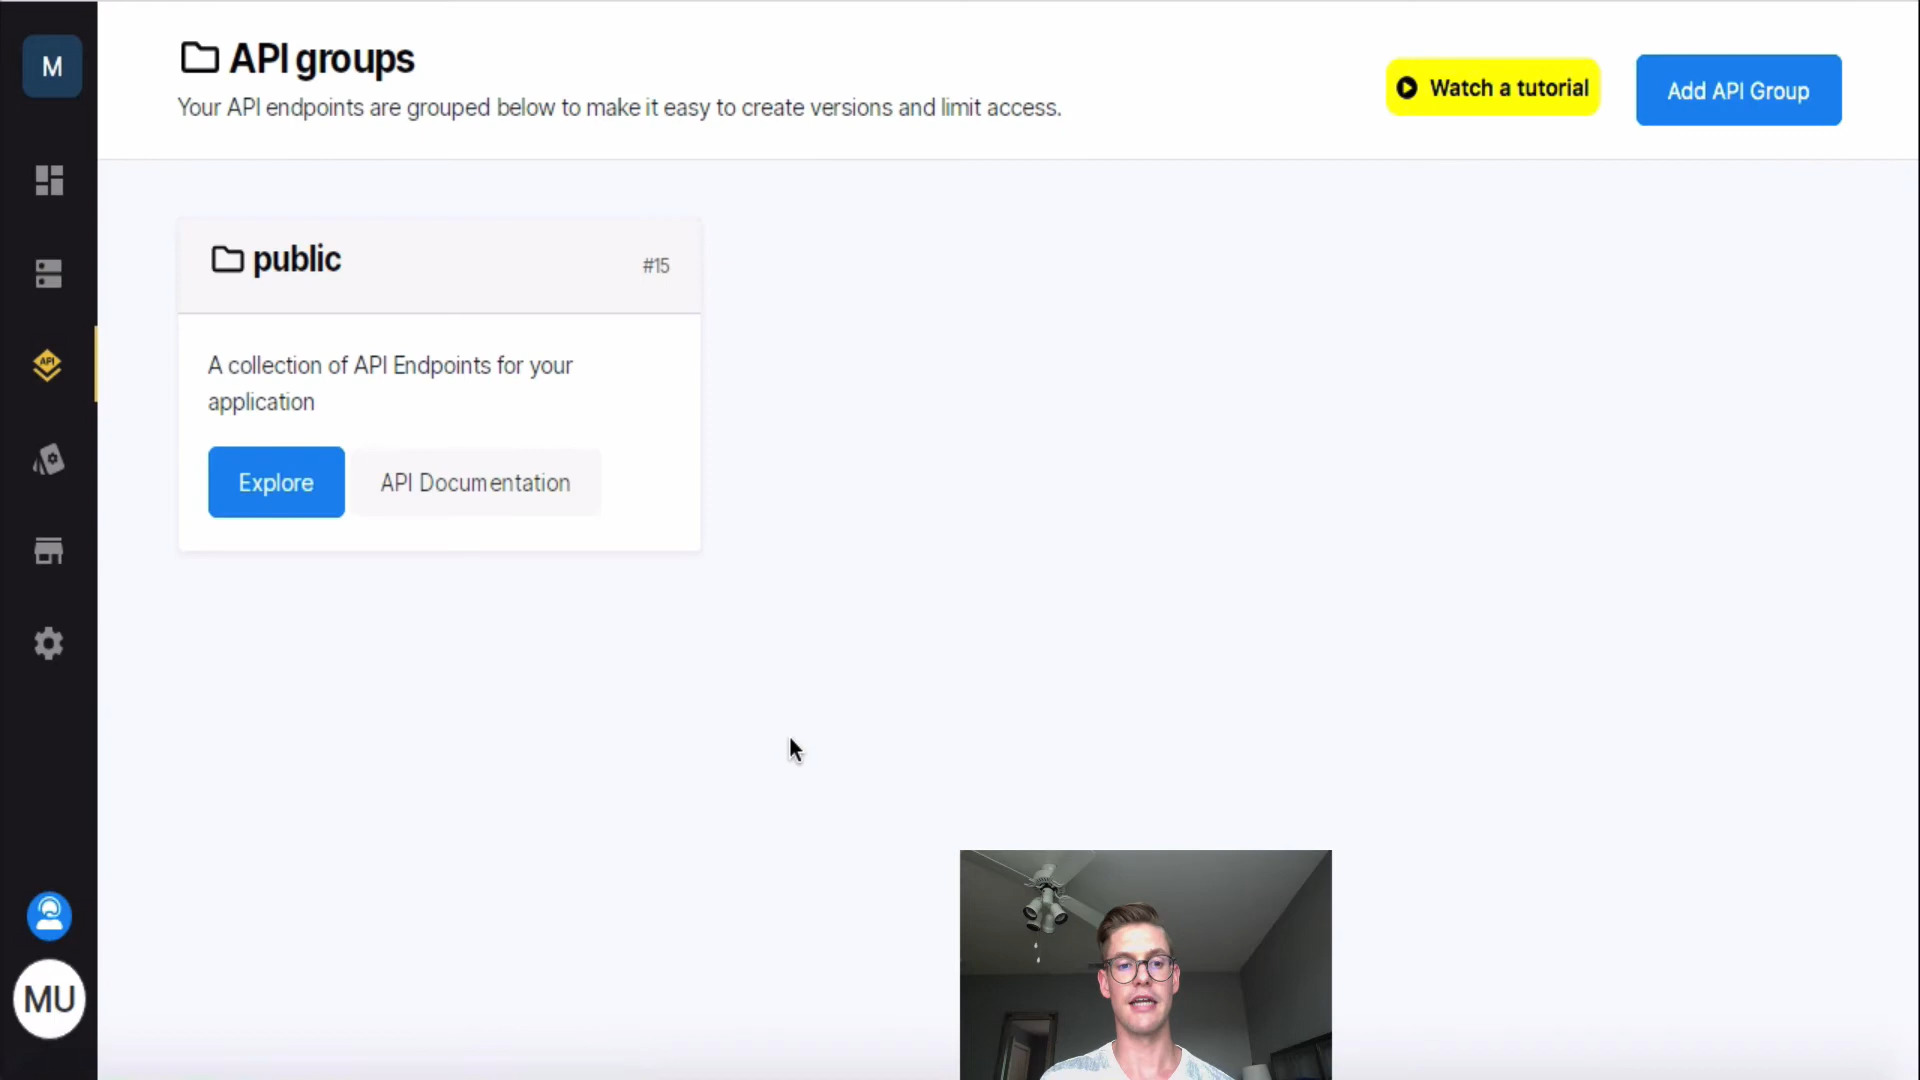 M
API groups
Your API endpoints are grouped below to make it easy to create versions and limit access.
Watch a tutorial
Add API Group
public
#15
API
A collection of API Endpoints for your
application
Explore
API Documentation
MU